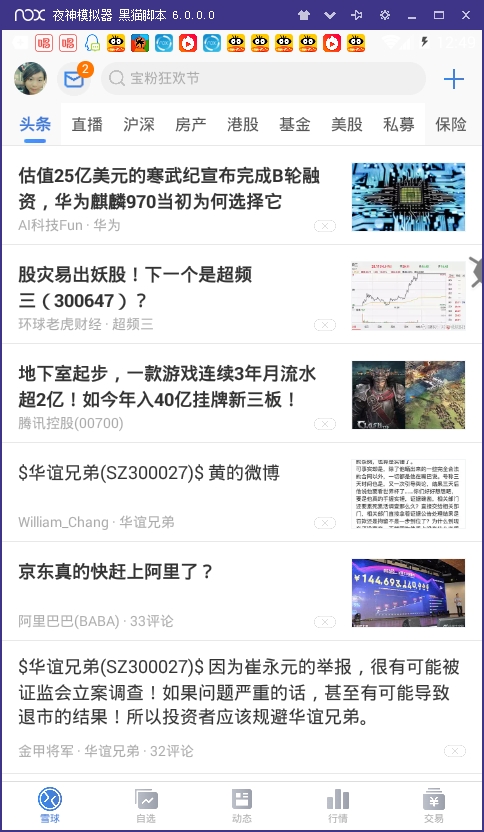 nox 夜神模拟器 黑猫脚本 6.0.0.0
2
宝粉狂欢节
头条 直播 沪深 房产 港股 基金 美股 私募 保险
估值25亿美元的寒武纪宣布完成B轮融
资，华为麒麟970当初为何选择它
AI科技Fun · 华为
股灾易出妖股！下一个是超频
三（300647）？
环球老虎财经 · 超频三
地下室起步，一款游戏连续3年月流水
超2亿！如今年入40亿挂牌新三板！
腾讯控股(00700)
$华谊兄弟(SZ300027)$ 黄的微博
William_Chang · 华谊兄弟
京东真的快赶上阿里了？
阿里巴巴(BABA) · 33评论
$华谊兄弟(SZ300027)$ 因为崔永元的举报，很有可能被
证监会立案调查！如果问题严重的话，甚至有可能导致
退市的结果！所以投资者应该规避华谊兄弟。
金甲将军 · 华谊兄弟 · 32评论
雪球 自选 动态 行情 交易